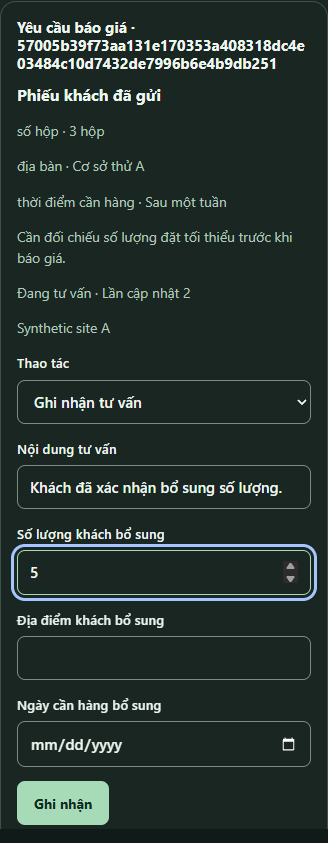 Yêu cầu báo giá ·
57005b39f73aa131e170353a408318dc4e
03484c10d7432de7996b6e4b9db251
Phiếu khách đã gửi
số hộp · 3 hộp
địa bàn · Cơ sở thử A
thời điểm cần hàng · Sau một tuần
Cần đối chiếu số lượng đặt tối thiểu trước khi
báo giá.
Đang tư vấn · Lần cập nhật 2
Synthetic site A
Thao tác
Ghi nhận tư vấn
Nội dung tư vấn
Khách đã xác nhận bổ sung số lượng.
Số lượng khách bổ sung
5
Địa điểm khách bổ sung
Ngày cần hàng bổ sung
mm/dd/yyyy
Ghi nhận